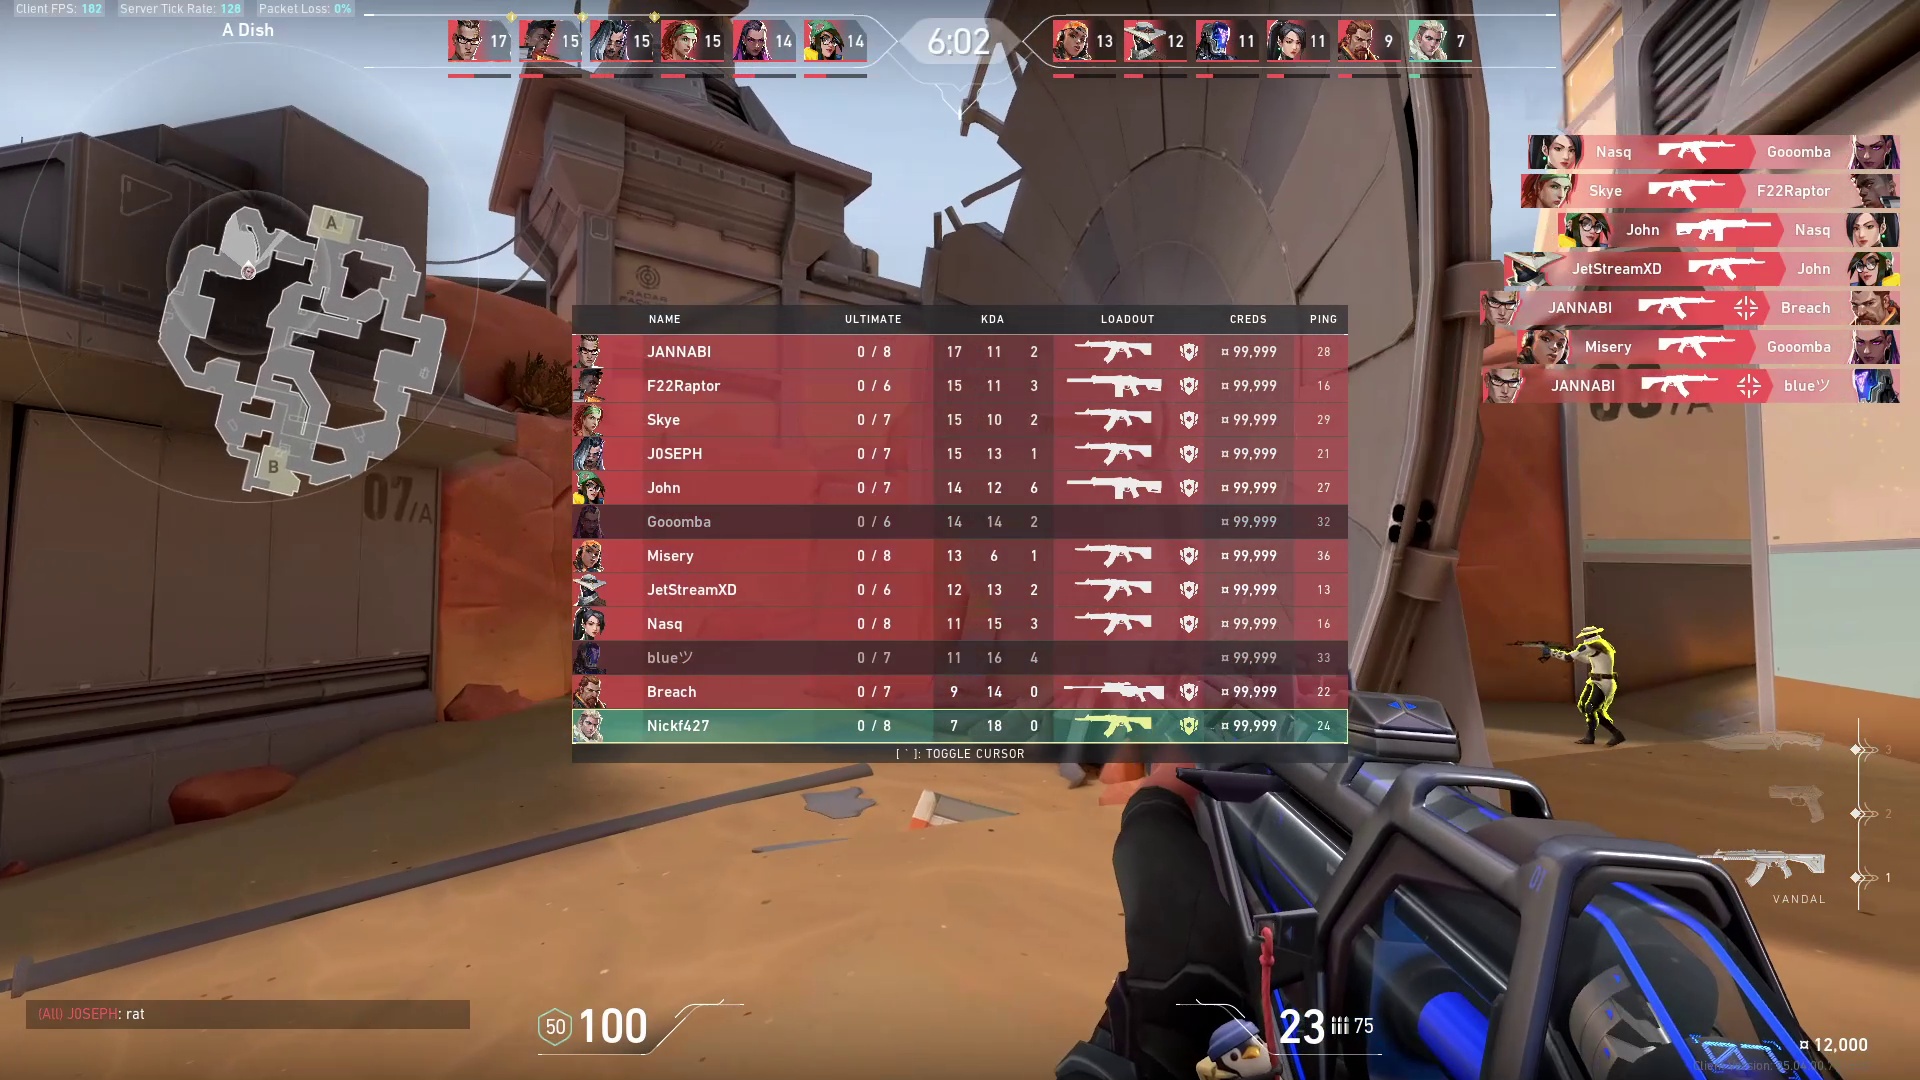 Client FPS: 182 Server Tick Rate: 128 Packet Loss: 0%
A Dish
17 15 15 15 14 14 6:02 13 12 11 11 9 7
Nasq Gooomba
Skye F22Raptor
John Nasq
JetStreamXD John
JANNABI Breach
Misery Gooomba
JANNABI blueツ
A
B
07/A
NAME ULTIMATE KDA LOADOUT CREDS PING
JANNABI 0 / 8 17 11 2 ¤ 99,999 28
F22Raptor 0 / 6 15 11 3 ¤ 99,999 16
Skye 0 / 7 15 10 2 ¤ 99,999 29
J0SEPH 0 / 7 15 13 1 ¤ 99,999 21
John 0 / 7 14 12 6 ¤ 99,999 27
Gooomba 0 / 6 14 14 2 ¤ 99,999 32
Misery 0 / 8 13 6 1 ¤ 99,999 36
JetStreamXD 0 / 6 12 13 2 ¤ 99,999 13
Nasq 0 / 8 11 15 3 ¤ 99,999 16
blueツ 0 / 7 11 16 4 ¤ 99,999 33
Breach 0 / 7 9 14 0 ¤ 99,999 22
Nickf427 0 / 8 7 18 0 ¤ 99,999 24
[ ` ]: TOGGLE CURSOR
3
2
1
VANDAL
(All) J0SEPH: rat
50 100
23 75
¤ 12,000